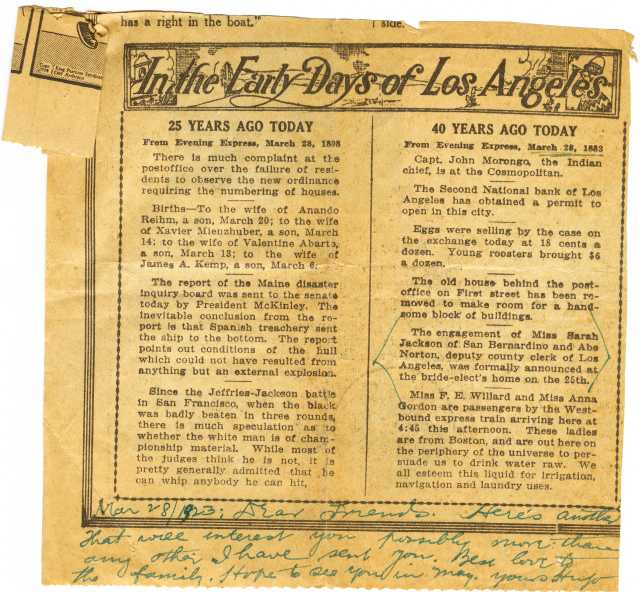 has a right in the boat."
side.
In the Early Days of Los Angeles
25 YEARS AGO TODAY
From Evening Express, March 28, 1898
There is much complaint at the
postoffice over the failure of resi-
dents to observe the new ordinance
requiring the numbering of houses.
Births—To the wife of Anando
Reihm, a son, March 20; to the wife
of Xavier Mienzhuber, a son, March
14; to the wife of Valentine Abarta,
a son, March 13; to the wife of
James A. Kemp, a son, March 6.
The report of the Maine disaster
inquiry board was sent to the senate
today by President McKinley. The
inevitable conclusion from the re-
port is that Spanish treachery sent
the ship to the bottom. The report
points out conditions of the hull
which could not have resulted from
anything but an external explosion.
Since the Jeffries-Jackson battle
in San Francisco, when the black
was badly beaten in three rounds,
there is much speculation as to
whether the white man is of cham-
pionship material. While most of
the judges think he is not, it is
pretty generally admitted that he
can whip anybody he can hit,
40 YEARS AGO TODAY
From Evening Express, March 28, 1883
Capt. John Morongo, the Indian
chief, is at the Cosmopolitan.
The Second National bank of Los
Angeles has obtained a permit to
open in this city.
Eggs were selling by the case on
the exchange today at 18 cents a
dozen. Young roosters brought $6
a dozen.
The old house behind the post-
office on First street has been re-
moved to make room for a hand-
some block of buildings.
The engagement of Miss Sarah
Jackson of San Bernardino and Abe
Norton, deputy county clerk of Los
Angeles, was formally announced at
the bride-elect's home on the 25th.
Miss F. E. Willard and Miss Anna
Gordon are passengers by the West-
bound express train arriving here at
4:45 this afternoon. These ladies
are from Boston, and are out here on
the periphery of the universe to per-
suade us to drink water raw. We
all esteem this liquid for irrigation,
navigation and laundry uses.
Mar 28/1923; Dear Friends. Here's another
That will interest you possibly more than
any other I have sent you. Best love to
the family. Hope to see you in May. yours Hugo